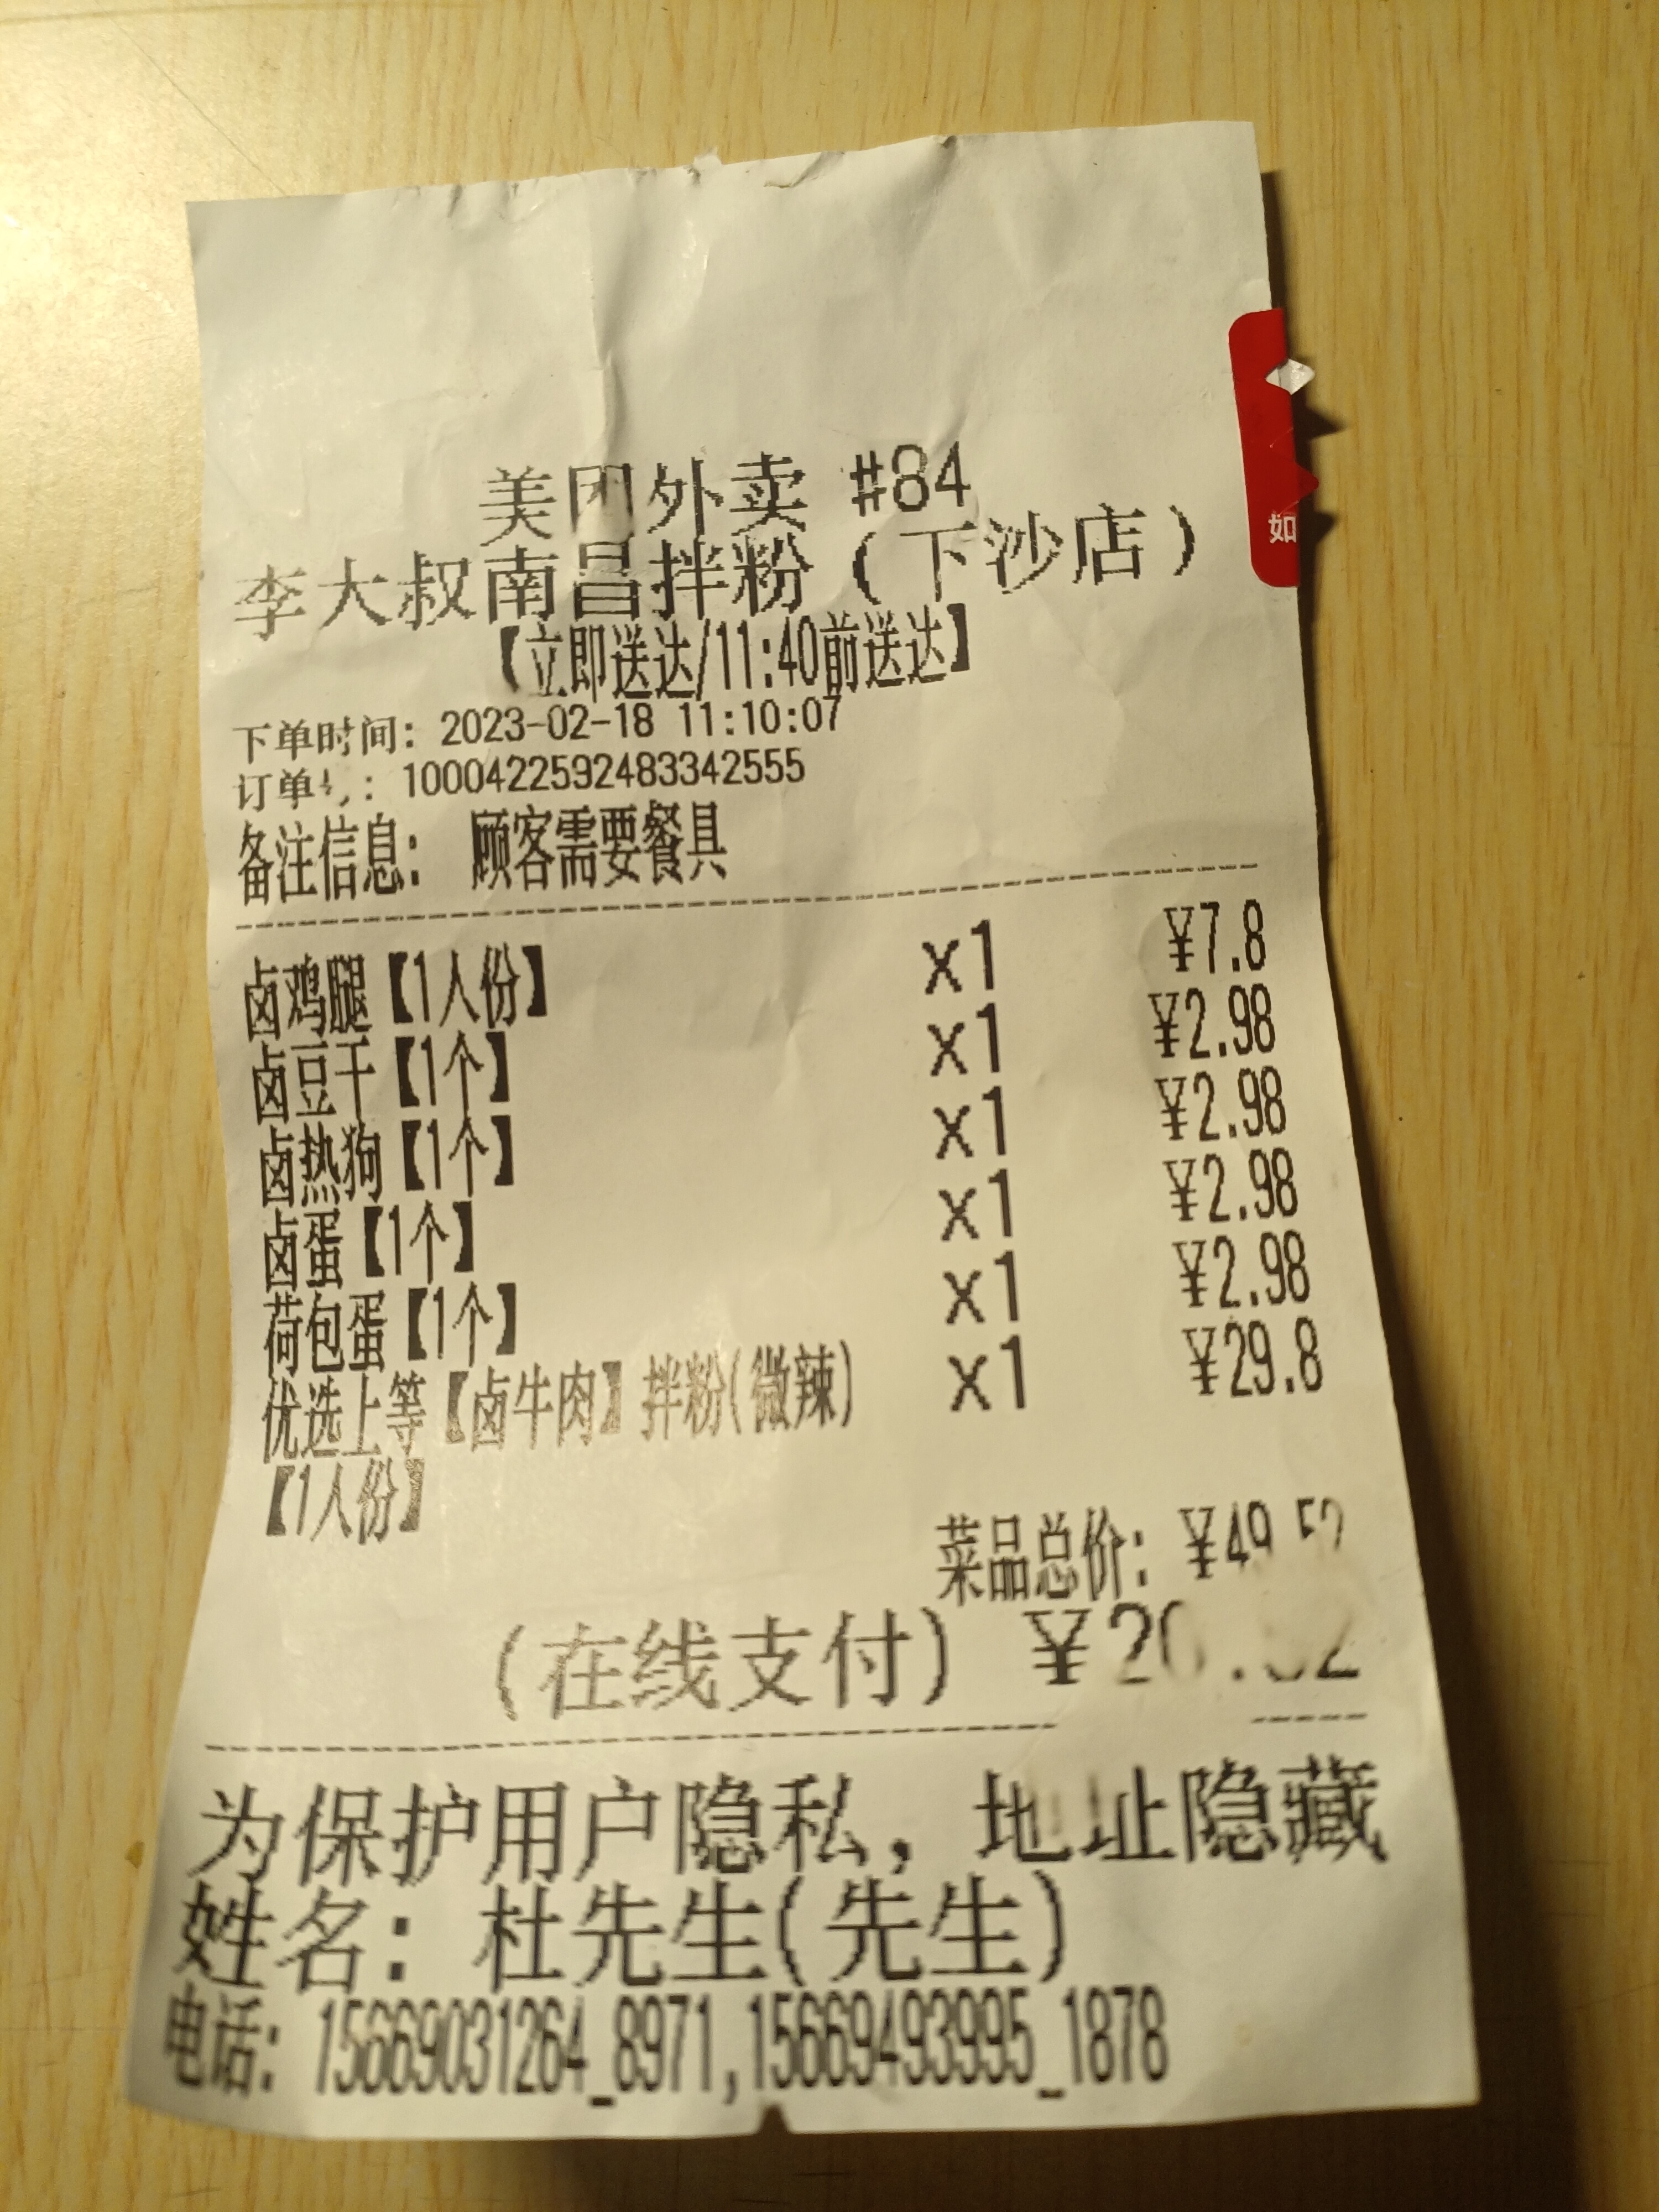 美团外卖 #84
李大叔南昌拌粉(下沙店)
【立即送达/11:40前送达】
下单时间: 2023-02-18 11:10:07
订单号: 1000422592483342555
备注信息: 顾客需要餐具
卤鸡腿【1人份】 x1 ¥7.8
卤豆干【1个】 x1 ¥2.98
卤热狗【1个】 x1 ¥2.98
卤蛋【1个】 x1 ¥2.98
荷包蛋【1个】 x1 ¥2.98
优选上等【卤牛肉】拌粉(微辣) x1 ¥29.8
【1人份】
菜品总价: ¥49.52
(在线支付)
为保护用户隐私,地址隐藏
姓名: 杜先生(先生)
电话: 15669031264_8971,15669493995_1878
如